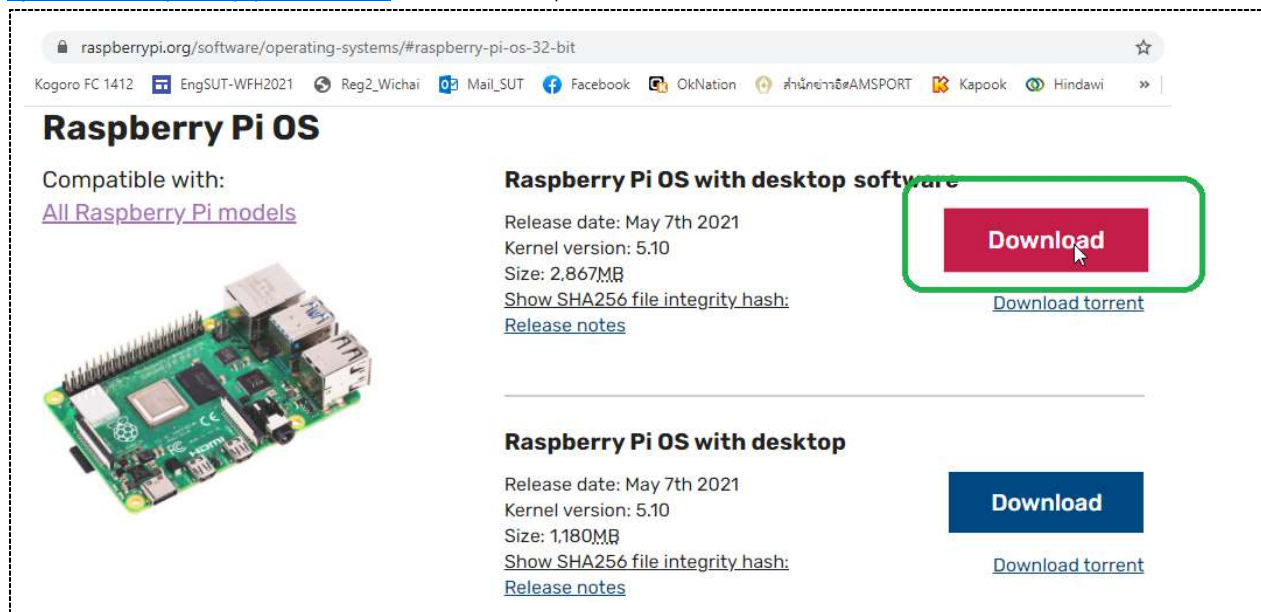 raspberrypi.org/software/operating-systems/#raspberry-pi-os-32-bit
Kogoro FC 1412 EngSUT-WFH2021 Reg2_Wichai Mail_SUT Facebook OkNation สำนักข่าวอิศAMSPORT Kapook Hindawi »
Raspberry Pi OS
Compatible with:
All Raspberry Pi models
Raspberry Pi OS with desktop software
Release date: May 7th 2021
Kernel version: 5.10
Size: 2,867MB
Show SHA256 file integrity hash:
Release notes
Download
Download torrent
Raspberry Pi OS with desktop
Release date: May 7th 2021
Kernel version: 5.10
Size: 1,180MB
Show SHA256 file integrity hash:
Release notes
Download
Download torrent
HDMI